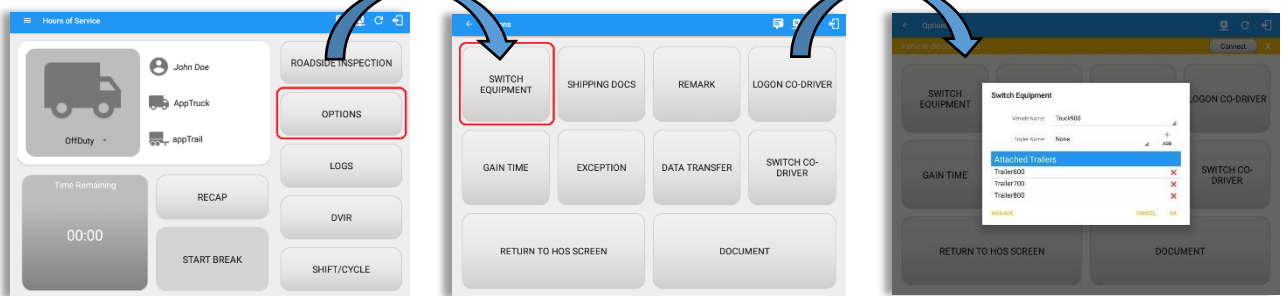 Hours of Service
John Doe
AppTruck
appTrail
OffDuty
ROADSIDE INSPECTION
OPTIONS
LOGS
DVIR
SHIFT/CYCLE
Time Remaining
00:00
RECAP
START BREAK
SWITCH
EQUIPMENT
SHIPPING DOCS
REMARK
LOGON CO-DRIVER
GAIN TIME
EXCEPTION
DATA TRANSFER
SWITCH CO-
DRIVER
RETURN TO HOS SCREEN
DOCUMENT
Connect
X
SWITCH
EQUIPMENT
LOGON CO-DRIVER
GAIN TIME
SWITCH CO-
DRIVER
RETURN TO HOS SCREEN
DOCUMENT
Switch Equipment
Vehicle Name: Truck900
Trailer Name: None
+
ADD
Attached Trailers
Trailer600
Trailer700
Trailer800
MANAGE
CANCEL
OK